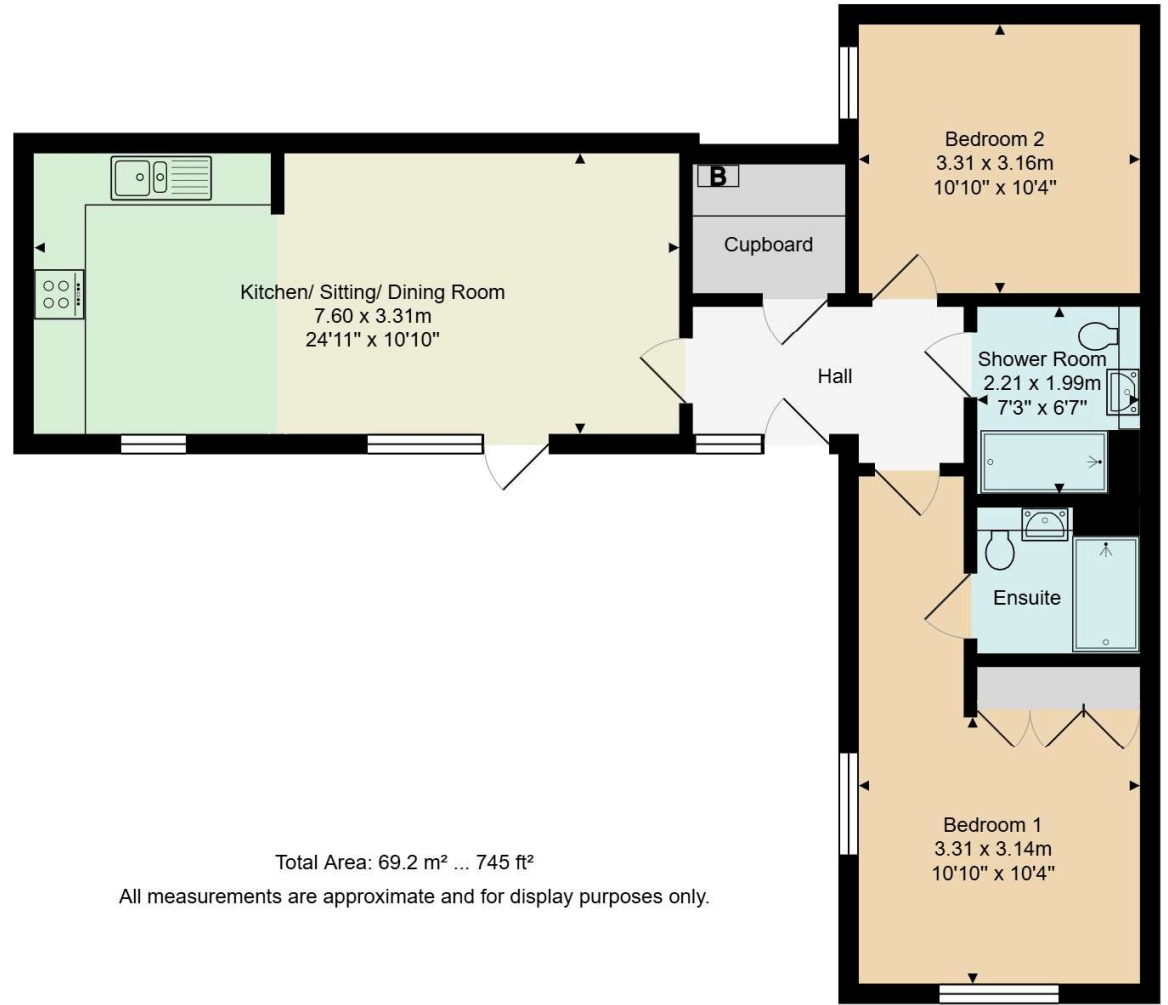 Bedroom 2
3.31 x 3.16m
10'10" x 10'4"
B
Cupboard
Kitchen/ Sitting/ Dining Room
7.60 x 3.31m
24'11" x 10'10"
Hall
Shower Room
2.21 x 1.99m
7'3" x 6'7"
Ensuite
Bedroom 1
3.31 x 3.14m
10'10" x 10'4"
Total Area: 69.2 m² ... 745 ft²
All measurements are approximate and for display purposes only.